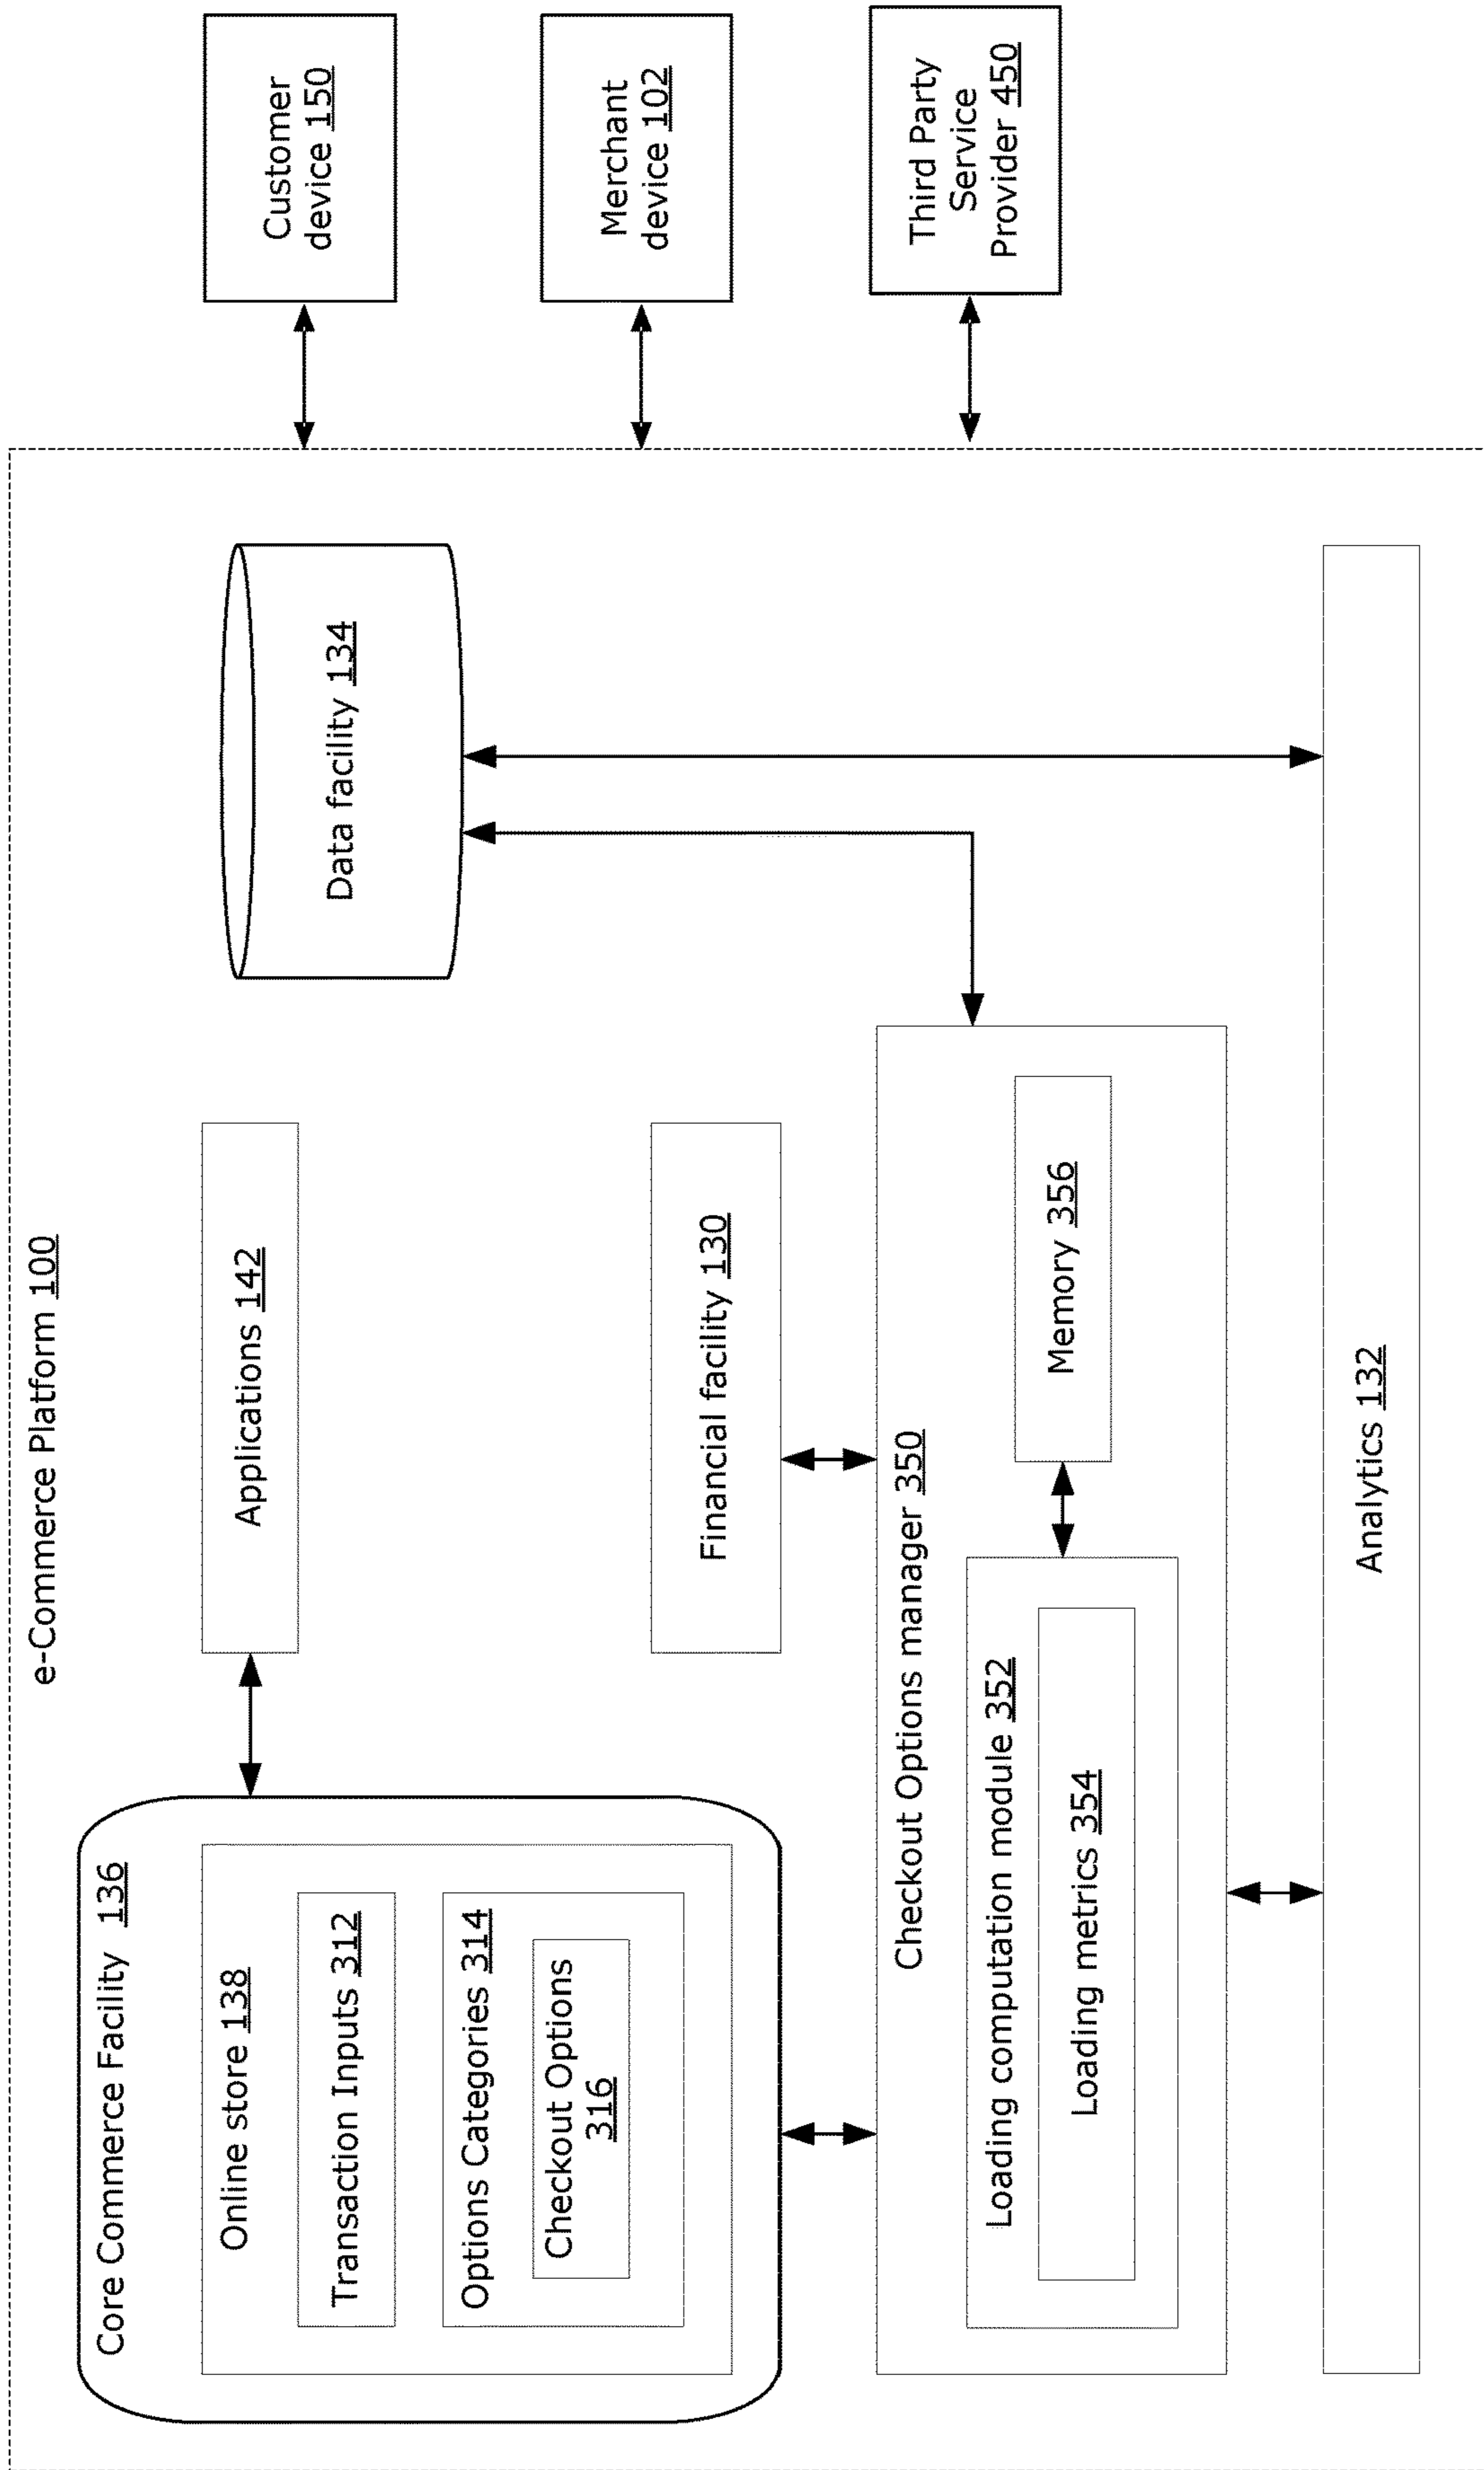 e-Commerce Platform 100
Core Commerce Facility 136
Online store 138
Transaction Inputs 312
Options Categories 314
Checkout Options
316
Applications 142
Financial facility 130
Data facility 134
Checkout Options manager 350
Loading computation module 352
Loading metrics 354
Memory 356
Analytics 132
Customer
device 150
Merchant
device 102
Third Party
Service
Provider 450